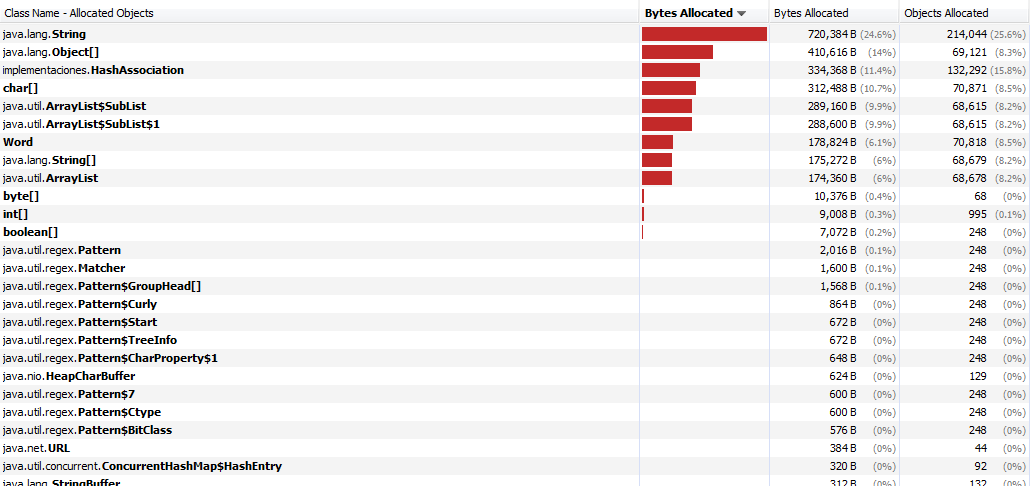 Class Name - Allocated Objects Bytes Allocated Bytes Allocated Objects Allocated
java.lang.String 720,384 B (24.6%) 214,044 (25.6%)
java.lang.Object[] 410,616 B (14%) 69,121 (8.3%)
implementaciones.HashAssociation 334,368 B (11.4%) 132,292 (15.8%)
char[] 312,488 B (10.7%) 70,871 (8.5%)
java.util.ArrayList$SubList 289,160 B (9.9%) 68,615 (8.2%)
java.util.ArrayList$SubList$1 288,600 B (9.9%) 68,615 (8.2%)
Word 178,824 B (6.1%) 70,818 (8.5%)
java.lang.String[] 175,272 B (6%) 68,679 (8.2%)
java.util.ArrayList 174,360 B (6%) 68,678 (8.2%)
byte[] 10,376 B (0.4%) 68 (0%)
int[] 9,008 B (0.3%) 995 (0.1%)
boolean[] 7,072 B (0.2%) 248 (0%)
java.util.regex.Pattern 2,016 B (0.1%) 248 (0%)
java.util.regex.Matcher 1,600 B (0.1%) 248 (0%)
java.util.regex.Pattern$GroupHead[] 1,568 B (0.1%) 248 (0%)
java.util.regex.Pattern$Curly 864 B (0%) 248 (0%)
java.util.regex.Pattern$Start 672 B (0%) 248 (0%)
java.util.regex.Pattern$TreeInfo 672 B (0%) 248 (0%)
java.util.regex.Pattern$CharProperty$1 648 B (0%) 248 (0%)
java.nio.HeapCharBuffer 624 B (0%) 129 (0%)
java.util.regex.Pattern$7 600 B (0%) 248 (0%)
java.util.regex.Pattern$Ctype 600 B (0%) 248 (0%)
java.util.regex.Pattern$BitClass 576 B (0%) 248 (0%)
java.net.URL 384 B (0%) 44 (0%)
java.util.concurrent.ConcurrentHashMap$HashEntry 320 B (0%) 92 (0%)
java.lang.StringBuffer 312 B (0%) 132 (0%)